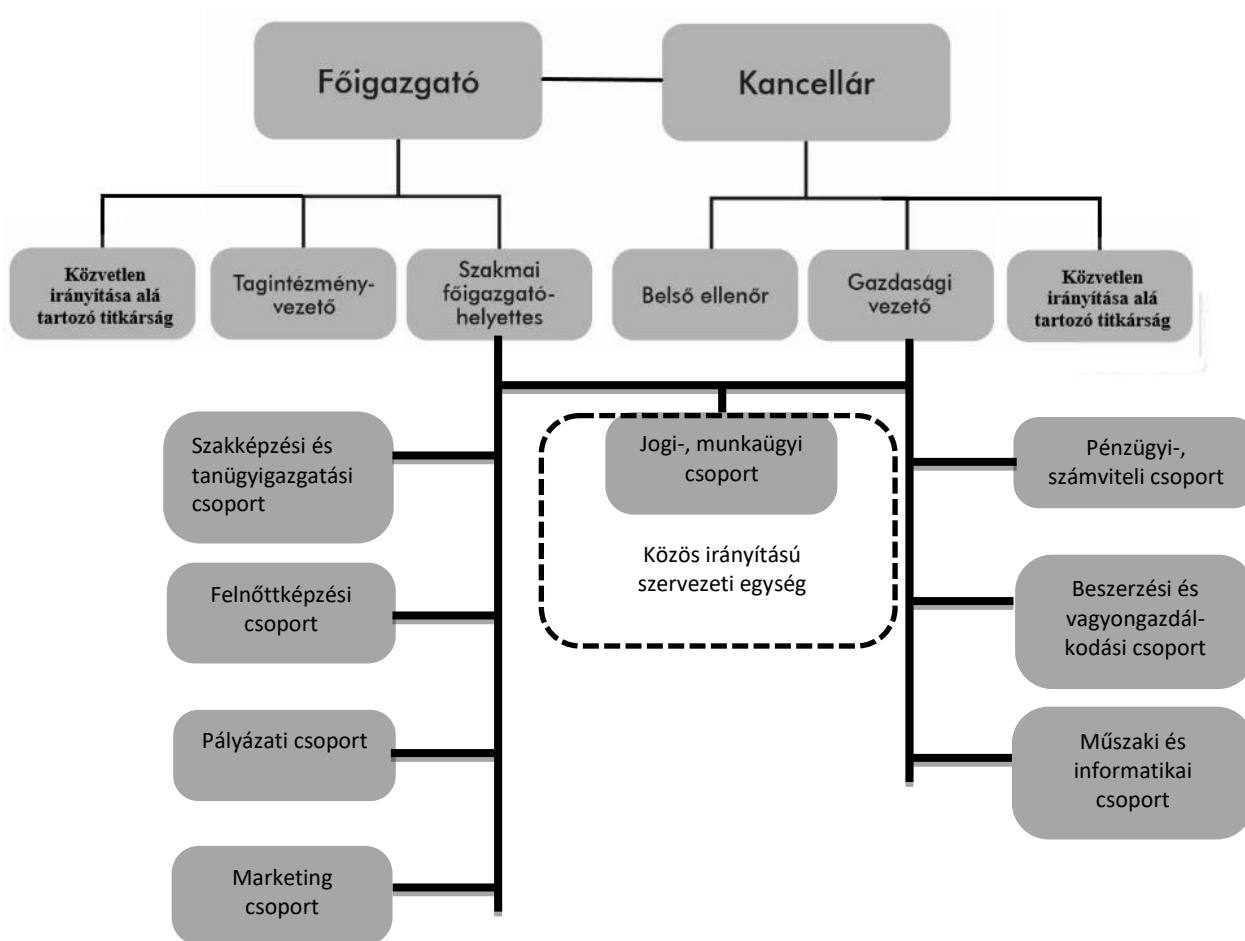 Főigazgató
Kancellár
Közvetlen
irányítása alá
tartozó titkárság
Tagintézmény-
vezető
Szakmai
főigazgató-
helyettes
Belső ellenőr
Gazdasági
vezető
Közvetlen
irányítása alá
tartozó titkárság
Szakképzési és
tanügyigazgatási
csoport
Jogi-, munkaügyi
csoport
Pénzügyi-,
számviteli csoport
Közös irányítású
szervezeti egység
Felnőttképzési
csoport
Beszerzési és
vagyongazdál-
kodási csoport
Pályázati csoport
Műszaki és
informatikai
csoport
Marketing
csoport